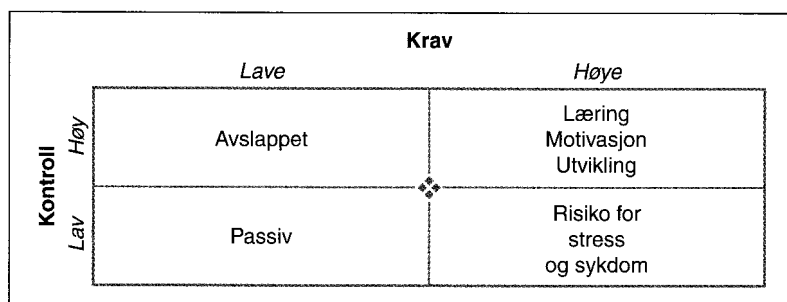 Krav
Lave Høye
Kontroll
Høy
Avslappet
Læring
Motivasjon
Utvikling
Lav
Passiv
Risiko for
stress
og sykdom